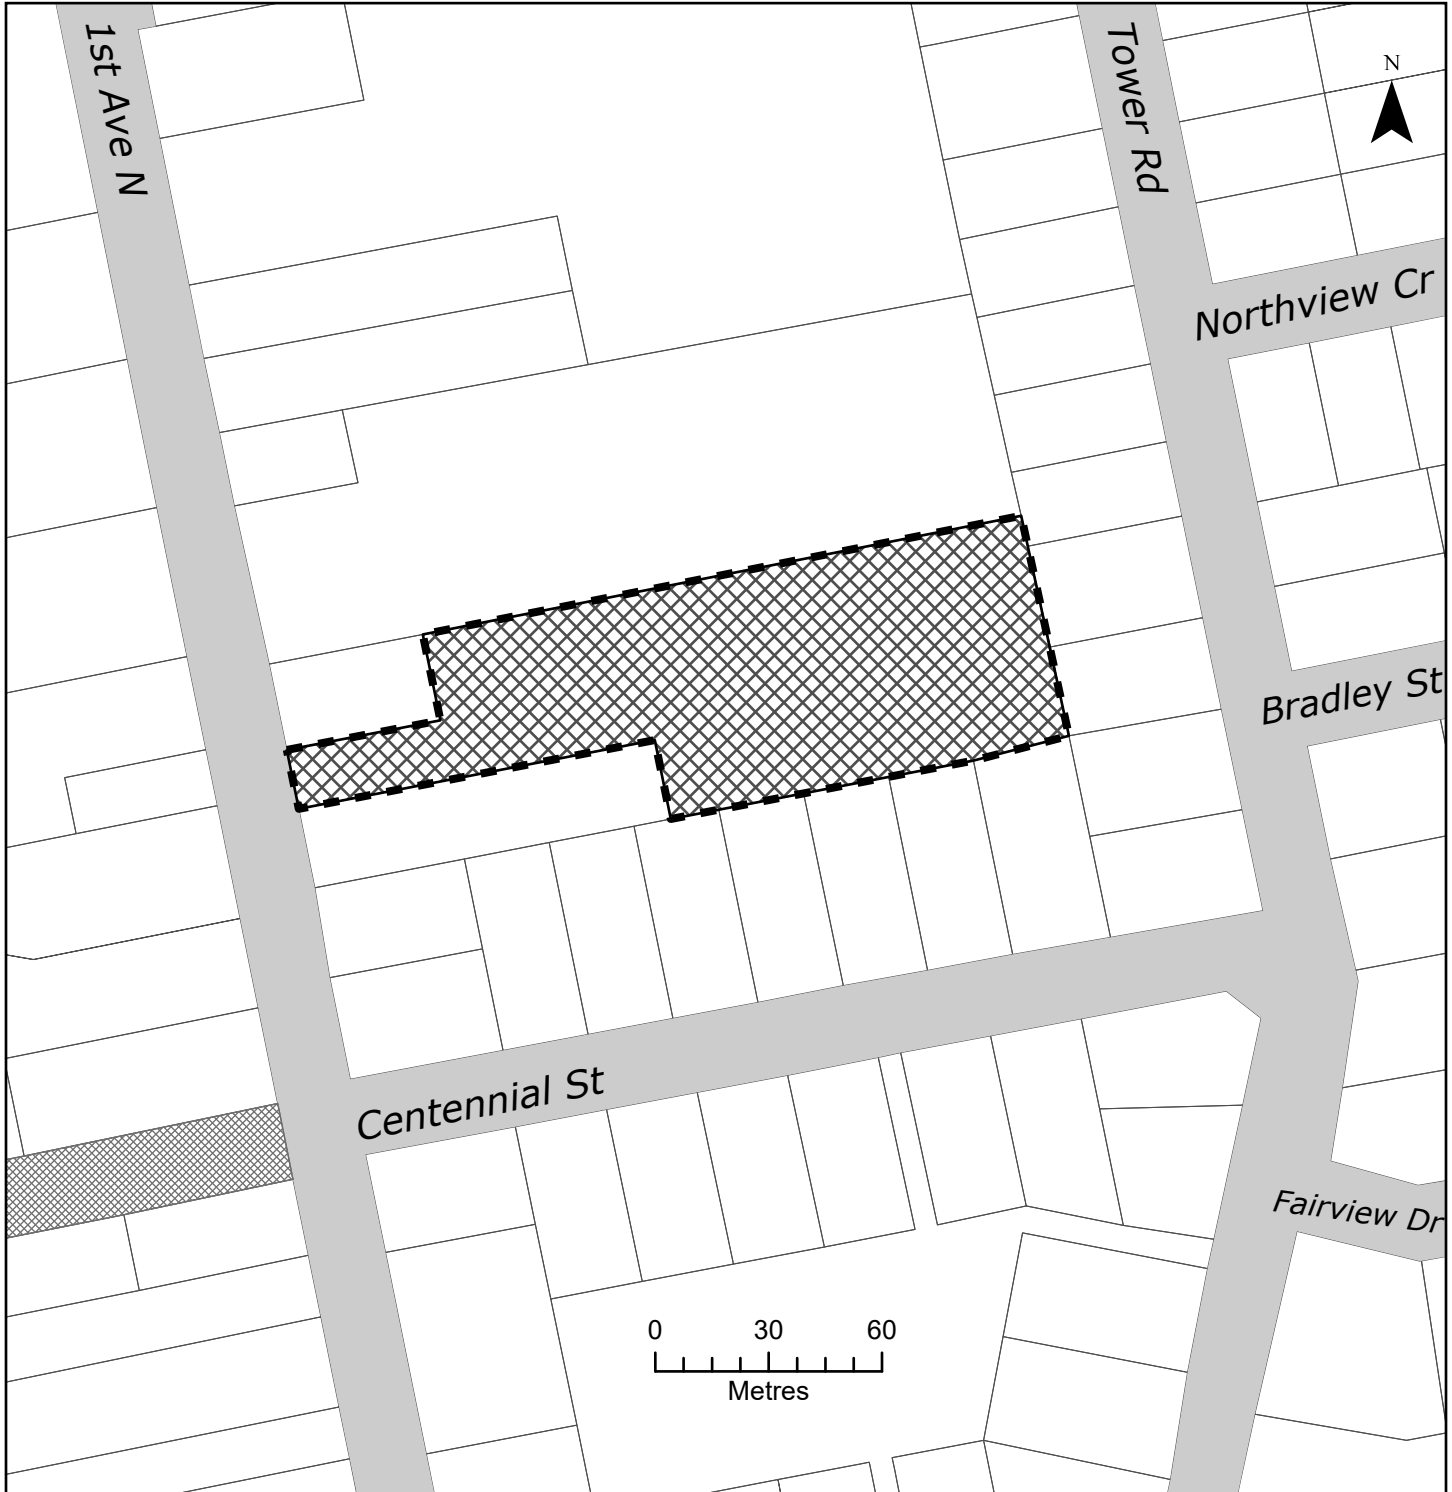 1st Ave N
Tower Rd
N
Northview Cr
Bradley St
Centennial St
Fairview Dr
0 30 60
Metres